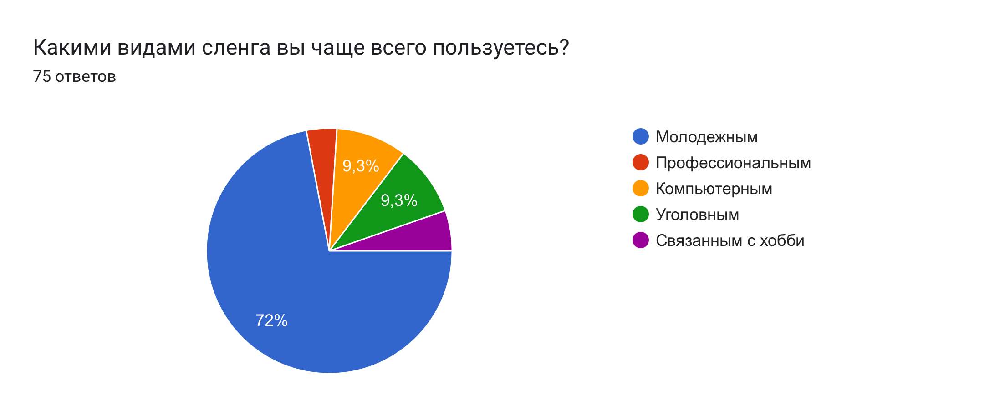 Какими видами сленга вы чаще всего пользуетесь?
75 ответов
9,3%
9,3%
72%
Молодежным
Профессиональным
Компьютерным
Уголовным
Связанным с хобби